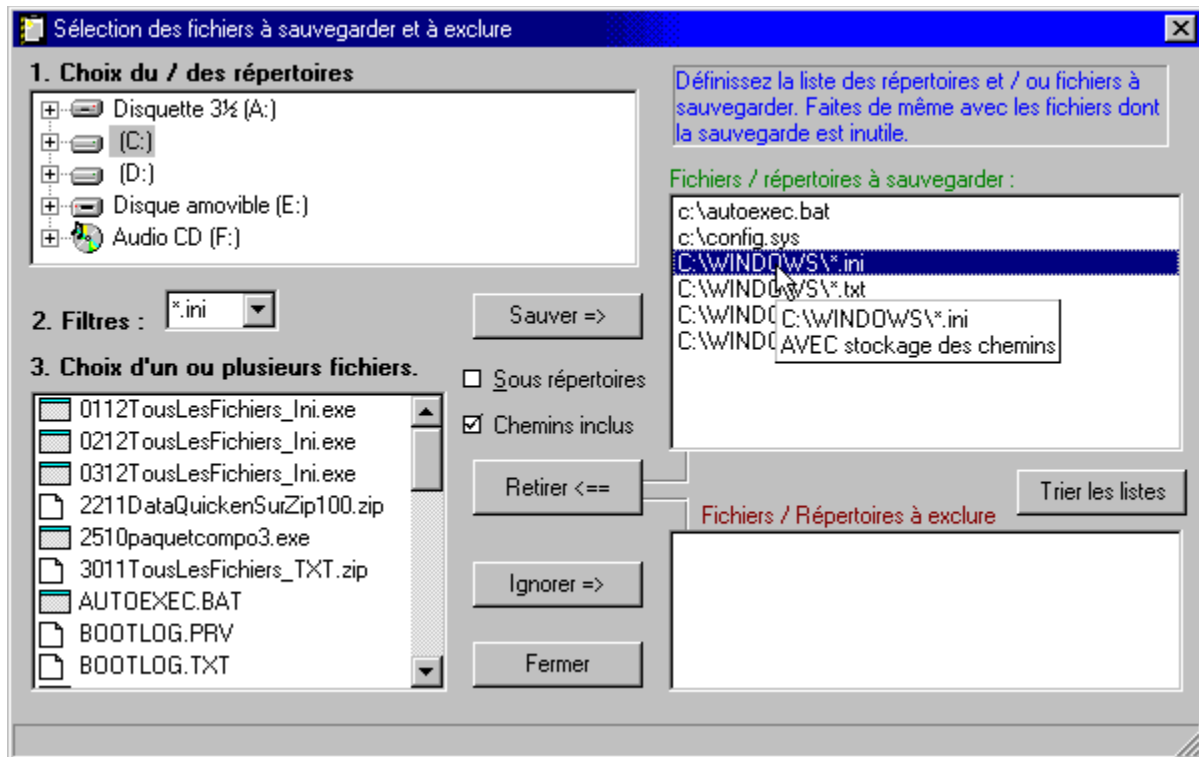 Sélection des fichiers à sauvegarder et à exclure
1. Choix du / des répertoires
Disquette 3½ (A:)
(C:)
(D:)
Disque amovible (E:)
Audio CD (F:)
Définissez la liste des répertoires et / ou fichiers à
sauvegarder. Faites de même avec les fichiers dont
la sauvegarde est inutile.
Fichiers / répertoires à sauvegarder :
c:\autoexec.bat
c:\config.sys
C:\WINDOWS\*.ini
C:\WINDOWS\*.txt
C:\WINDO
C:\WINDO
C:\WINDOWS\*.ini
AVEC stockage des chemins
2. Filtres :
*.ini
Sauver =>
3. Choix d'un ou plusieurs fichiers.
0112TousLesFichiers_Ini.exe
0212TousLesFichiers_Ini.exe
0312TousLesFichiers_Ini.exe
2211DataQuickenSurZip100.zip
2510paquetcompo3.exe
3011TousLesFichiers_TXT.zip
AUTOEXEC.BAT
BOOTLOG.PRV
BOOTLOG.TXT
Sous répertoires
Chemins inclus
Retirer <==
Ignorer =>
Fermer
Trier les listes
Fichiers / Répertoires à exclure